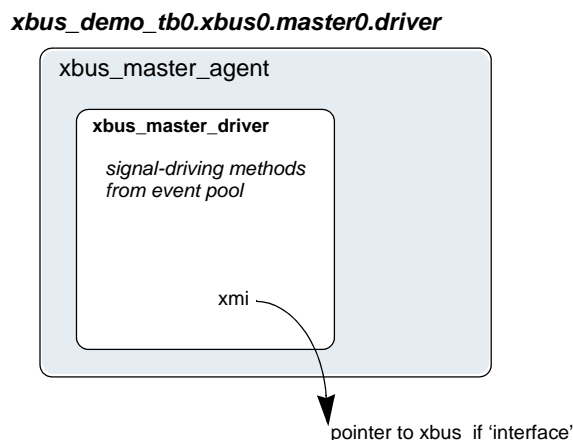 xbus_demo_tb0.xbus0.master0.driver
xbus_master_agent
xbus_master_driver
signal-driving methods
from event pool
xmi
pointer to xbus_if ‘interface’